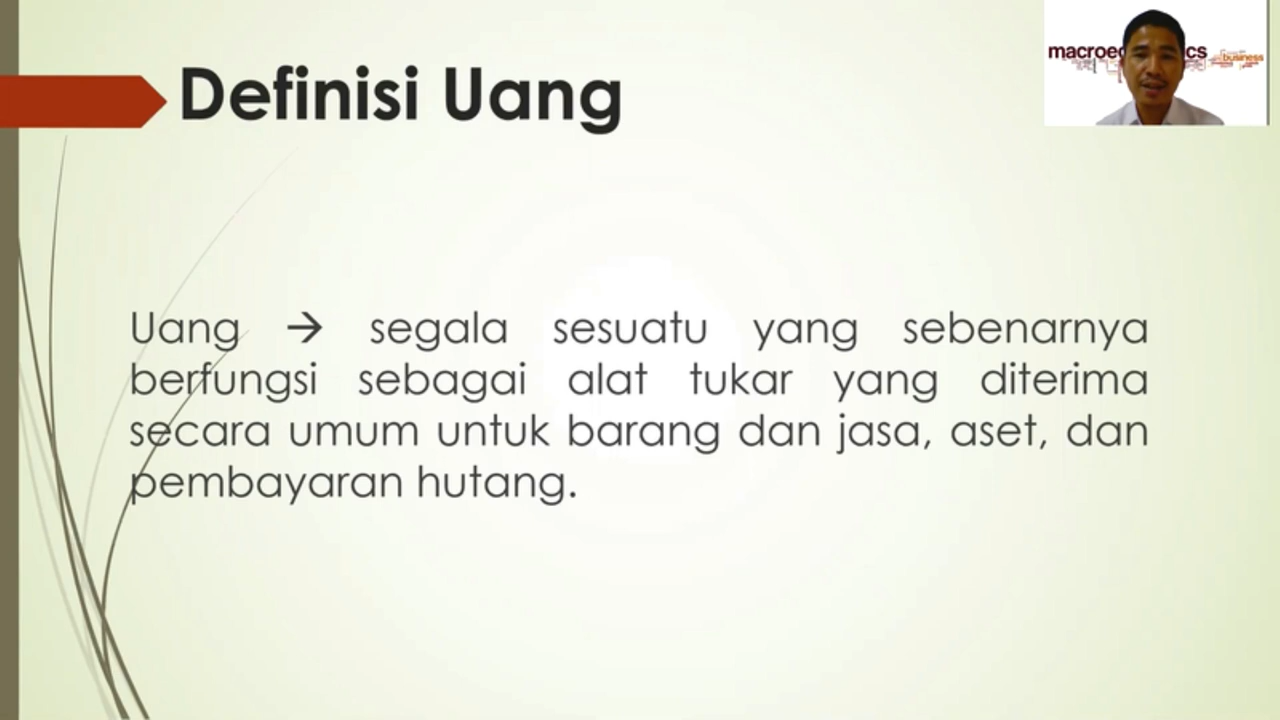 Definisi Uang
business
Uang → segala sesuatu yang sebenarnya
berfungsi sebagai alat tukar yang diterima
secara umum untuk barang dan jasa, aset, dan
pembayaran hutang.